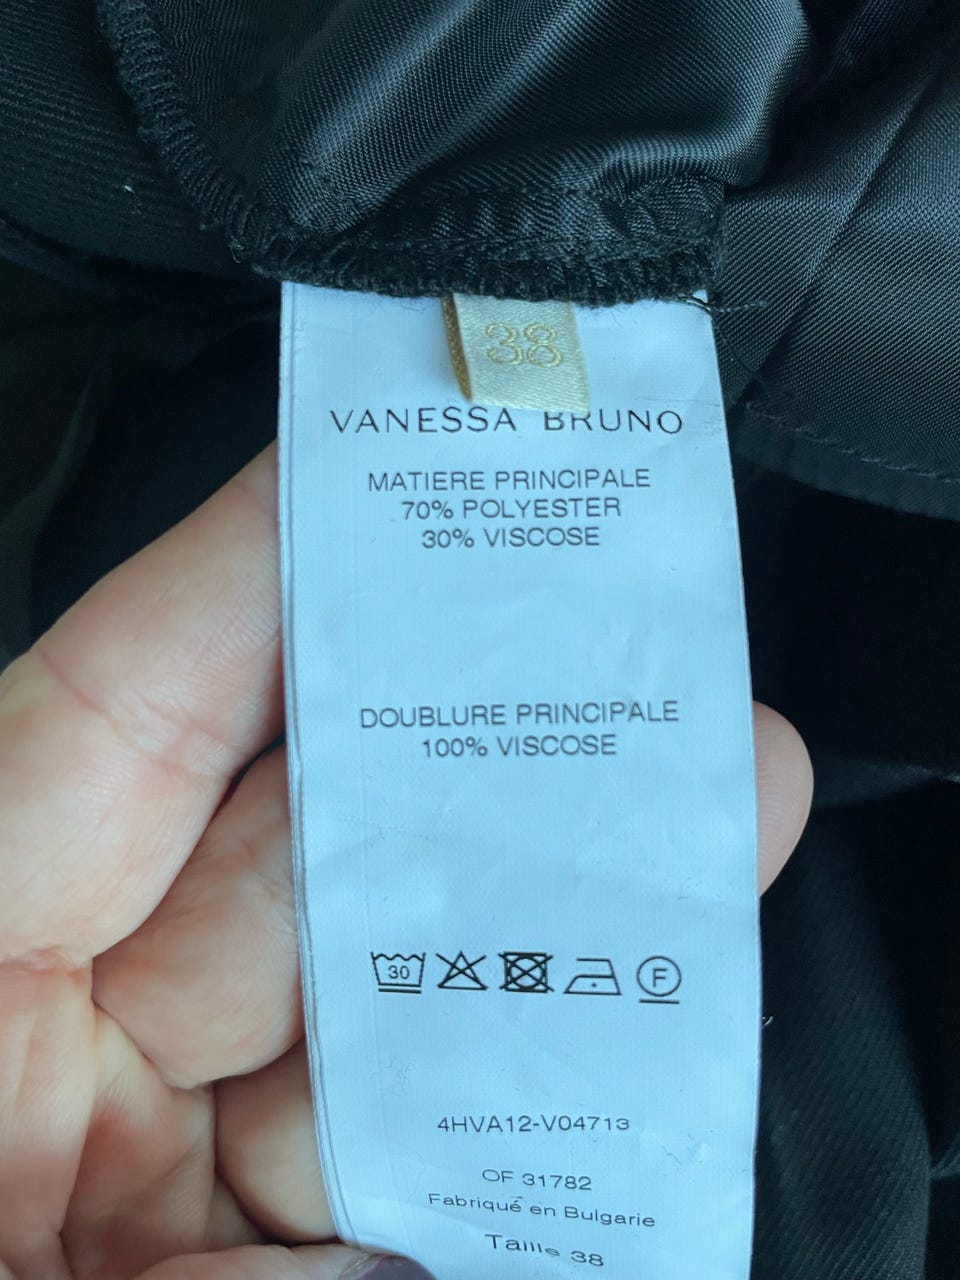 38
VANESSA BRUNO
MATIERE PRINCIPALE
70% POLYESTER
30% VISCOSE
DOUBLURE PRINCIPALE
100% VISCOSE
30 F
4HVA12-V04713
OF 31782
Fabriqué en Bulgarie
Taille 38